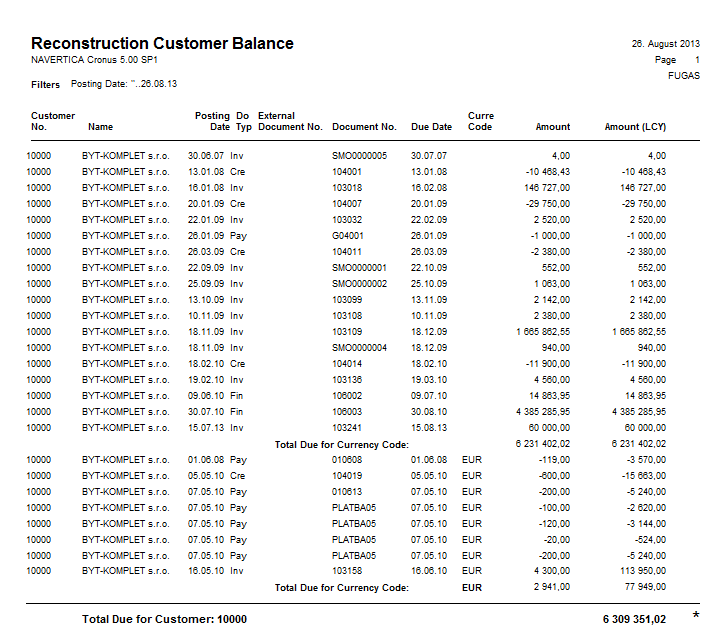 Reconstruction Customer Balance
26. August 2013
NAVERTICA Cronus 5.00 SP1
Page 1
FUGAS
Filters Posting Date: ''..26.08.13
Customer Posting Do External Curre
No. Name Date Typ Document No. Document No. Due Date Code Amount Amount (LCY)
10000 BYT-KOMPLET s.r.o. 30.06.07 Inv SMO0000005 30.07.07 4,00 4,00
10000 BYT-KOMPLET s.r.o. 13.01.08 Cre 104001 13.01.08 -10 468,43 -10 468,43
10000 BYT-KOMPLET s.r.o. 16.01.08 Inv 103018 16.02.08 146 727,00 146 727,00
10000 BYT-KOMPLET s.r.o. 20.01.09 Cre 104007 20.01.09 -29 750,00 -29 750,00
10000 BYT-KOMPLET s.r.o. 22.01.09 Inv 103032 22.02.09 2 520,00 2 520,00
10000 BYT-KOMPLET s.r.o. 26.01.09 Pay G04001 26.01.09 -1 000,00 -1 000,00
10000 BYT-KOMPLET s.r.o. 26.03.09 Cre 104011 26.03.09 -2 380,00 -2 380,00
10000 BYT-KOMPLET s.r.o. 22.09.09 Inv SMO0000001 22.10.09 552,00 552,00
10000 BYT-KOMPLET s.r.o. 25.09.09 Inv SMO0000002 25.10.09 1 063,00 1 063,00
10000 BYT-KOMPLET s.r.o. 13.10.09 Inv 103099 13.11.09 2 142,00 2 142,00
10000 BYT-KOMPLET s.r.o. 10.11.09 Inv 103108 10.11.09 2 380,00 2 380,00
10000 BYT-KOMPLET s.r.o. 18.11.09 Inv 103109 18.12.09 1 665 862,55 1 665 862,55
10000 BYT-KOMPLET s.r.o. 18.11.09 Inv SMO0000004 18.12.09 940,00 940,00
10000 BYT-KOMPLET s.r.o. 18.02.10 Cre 104014 18.02.10 -11 900,00 -11 900,00
10000 BYT-KOMPLET s.r.o. 19.02.10 Inv 103136 19.03.10 4 560,00 4 560,00
10000 BYT-KOMPLET s.r.o. 09.06.10 Fin 106002 09.07.10 14 863,95 14 863,95
10000 BYT-KOMPLET s.r.o. 30.07.10 Fin 106003 30.08.10 4 385 285,95 4 385 285,95
10000 BYT-KOMPLET s.r.o. 15.07.13 Inv 103241 15.08.13 60 000,00 60 000,00
Total Due for Currency Code: 6 231 402,02 6 231 402,02
10000 BYT-KOMPLET s.r.o. 01.06.08 Pay 010608 01.06.08 EUR -119,00 -3 570,00
10000 BYT-KOMPLET s.r.o. 05.05.10 Cre 104019 05.05.10 EUR -600,00 -15 663,00
10000 BYT-KOMPLET s.r.o. 07.05.10 Pay 010613 07.05.10 EUR -200,00 -5 240,00
10000 BYT-KOMPLET s.r.o. 07.05.10 Pay PLATBA05 07.05.10 EUR -100,00 -2 620,00
10000 BYT-KOMPLET s.r.o. 07.05.10 Pay PLATBA05 07.05.10 EUR -120,00 -3 144,00
10000 BYT-KOMPLET s.r.o. 07.05.10 Pay PLATBA05 07.05.10 EUR -20,00 -524,00
10000 BYT-KOMPLET s.r.o. 07.05.10 Pay PLATBA05 07.05.10 EUR -200,00 -5 240,00
10000 BYT-KOMPLET s.r.o. 16.05.10 Inv 103158 16.06.10 EUR 4 300,00 113 950,00
Total Due for Currency Code: EUR 2 941,00 77 949,00
Total Due for Customer: 10000 6 309 351,02 *